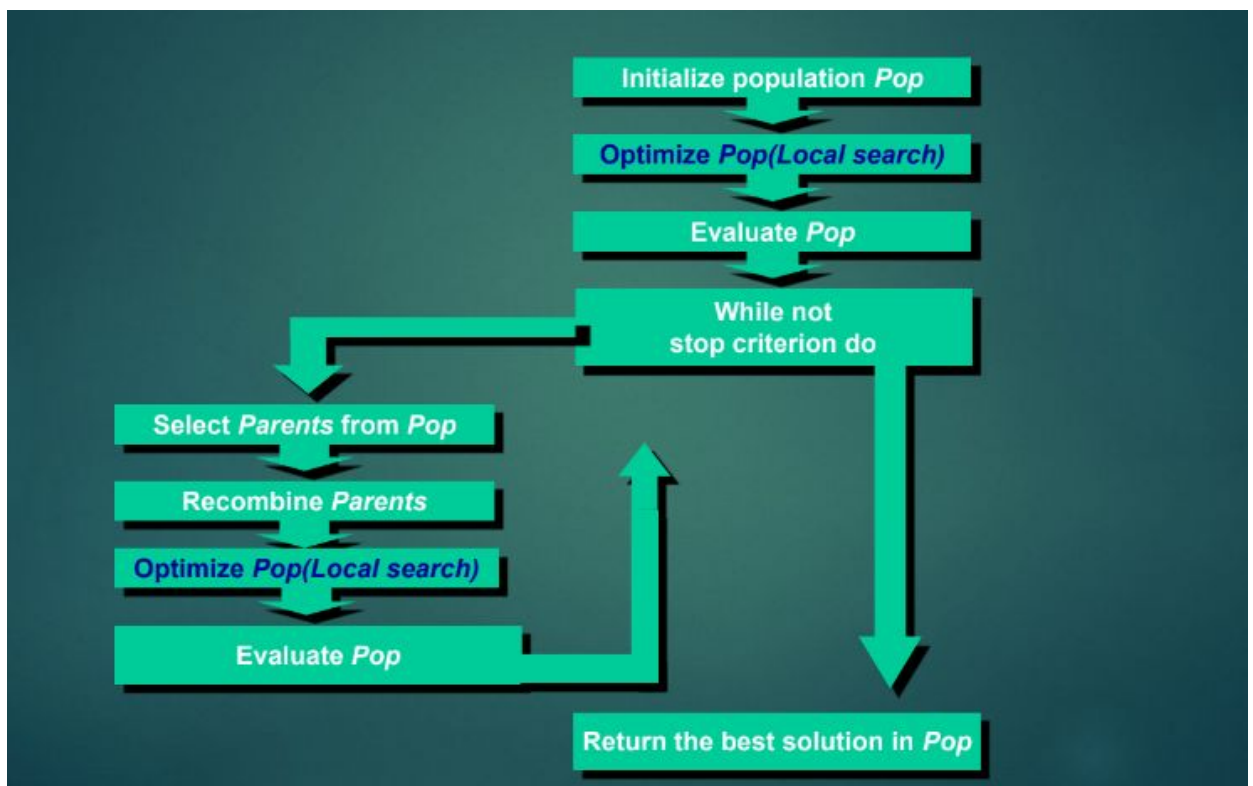 Initialize population Pop
Optimize Pop(Local search)
Evaluate Pop
While not
stop criterion do
Select Parents from Pop
Recombine Parents
Optimize Pop(Local search)
Evaluate Pop
Return the best solution in Pop